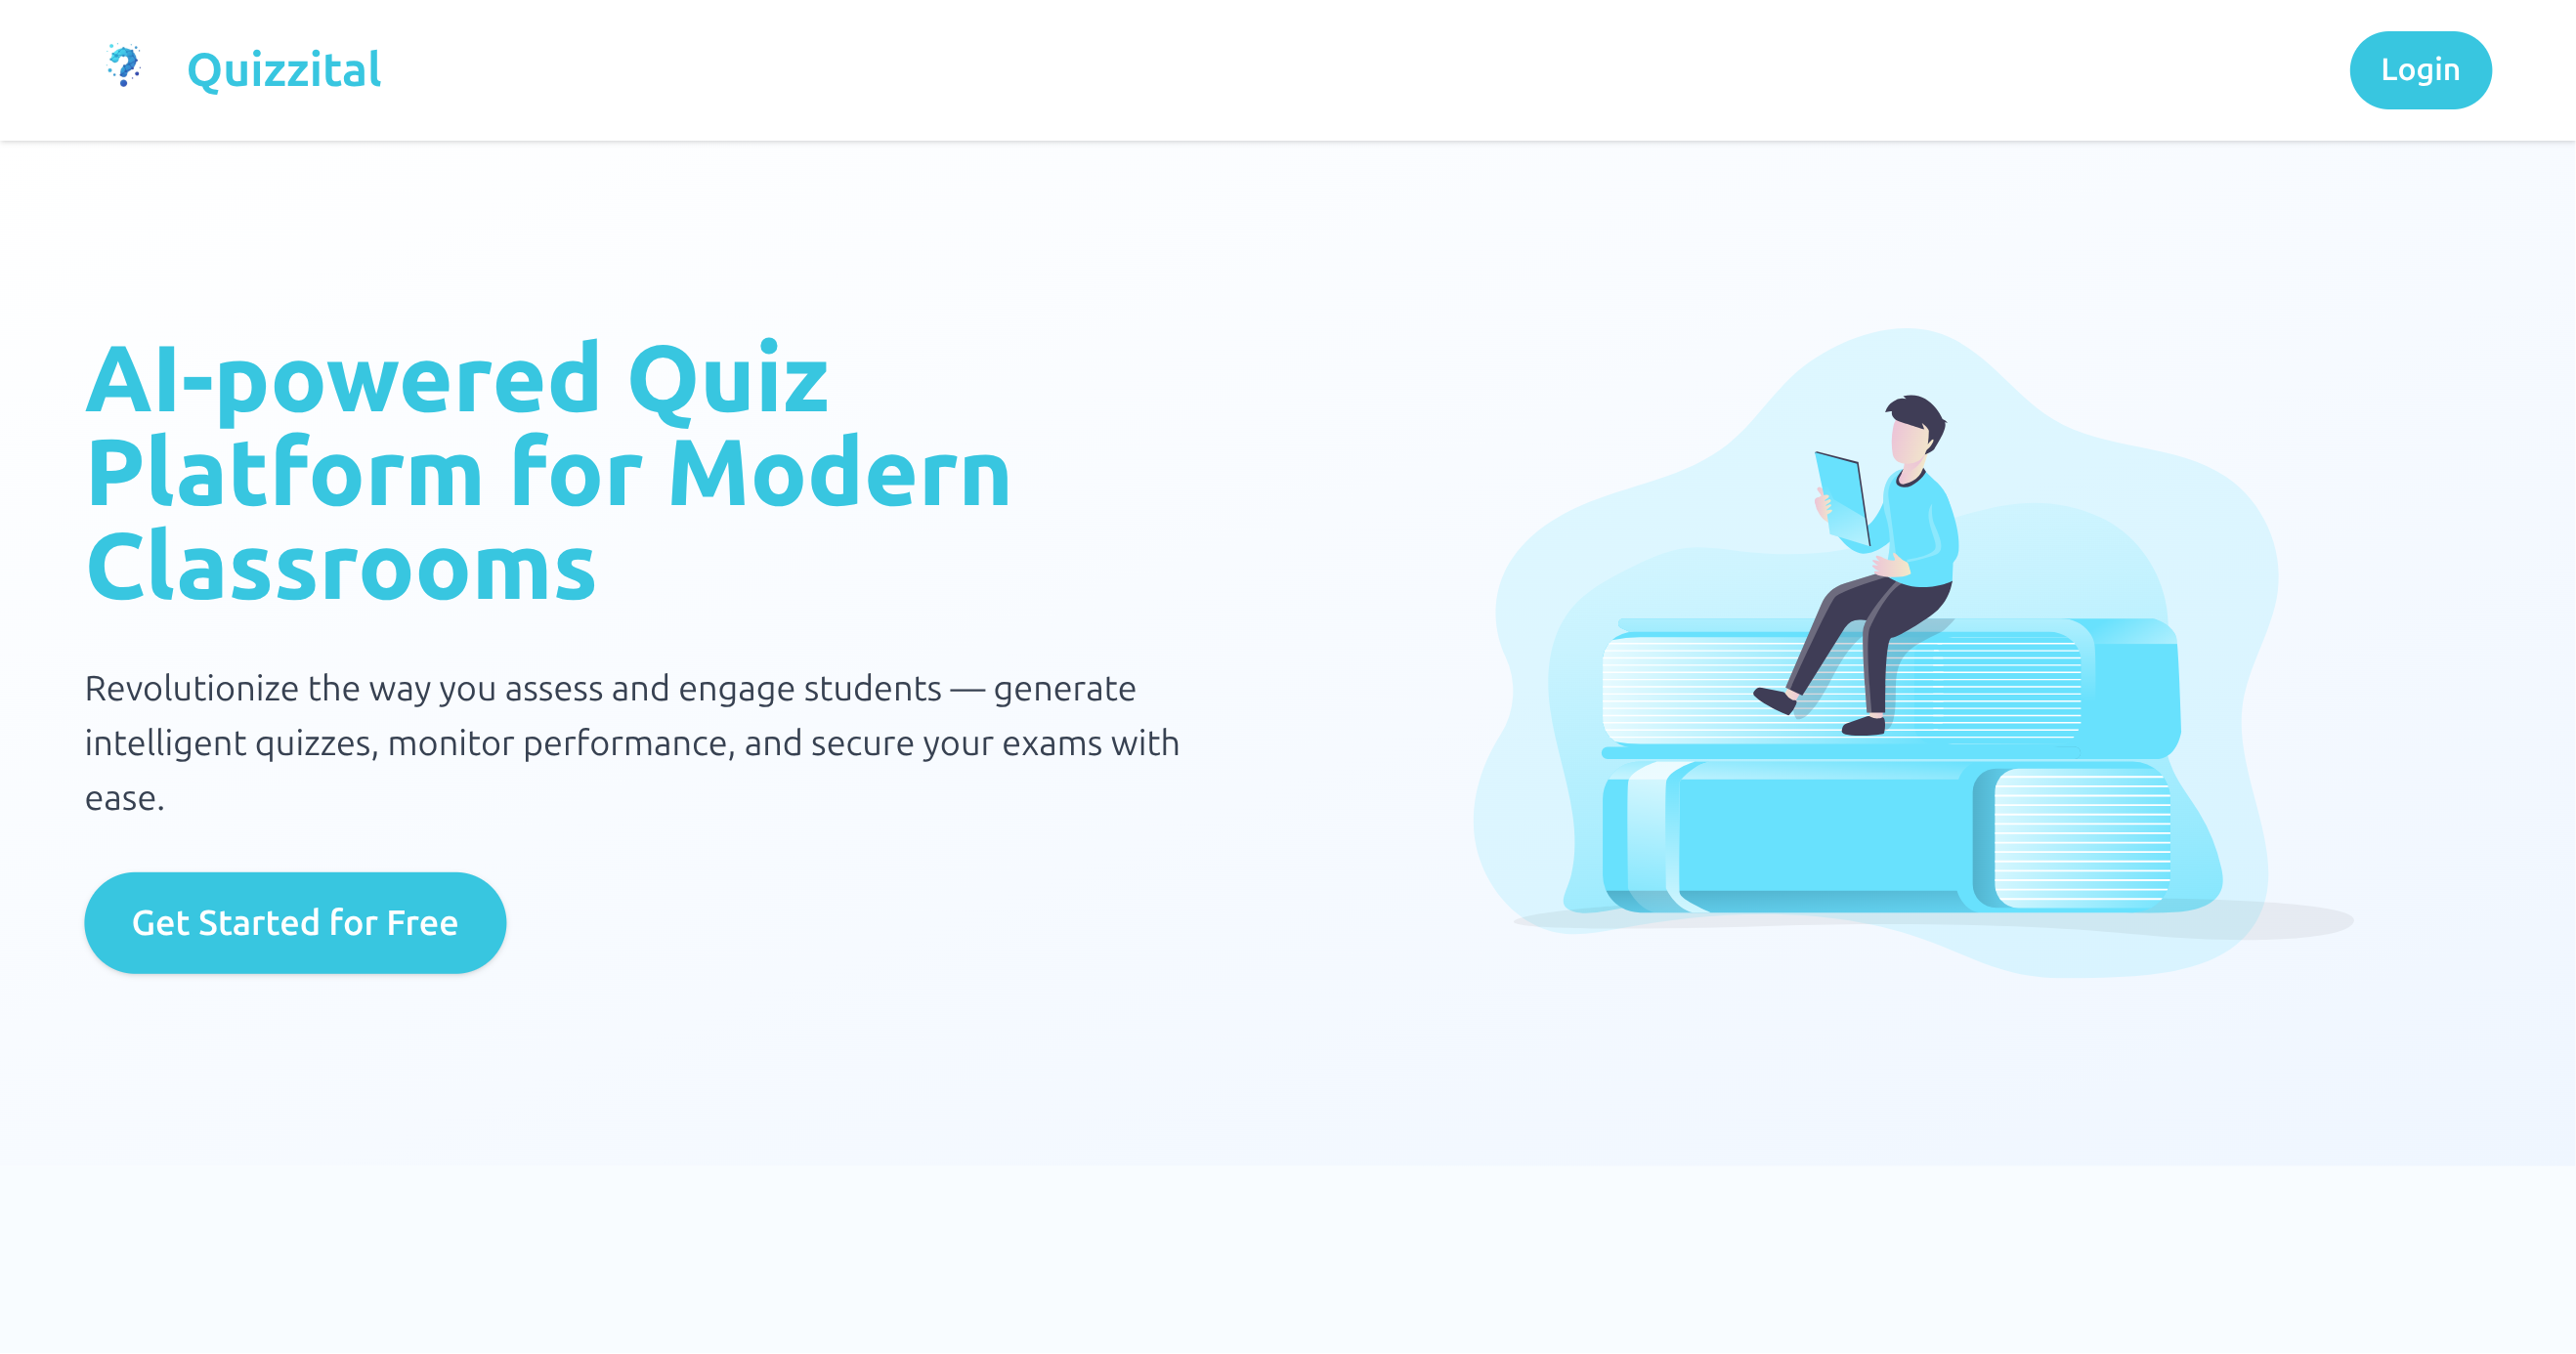 Quizzital
Login
AI-powered Quiz
Platform for Modern
Classrooms
Revolutionize the way you assess and engage students — generate
intelligent quizzes, monitor performance, and secure your exams with
ease.
Get Started for Free